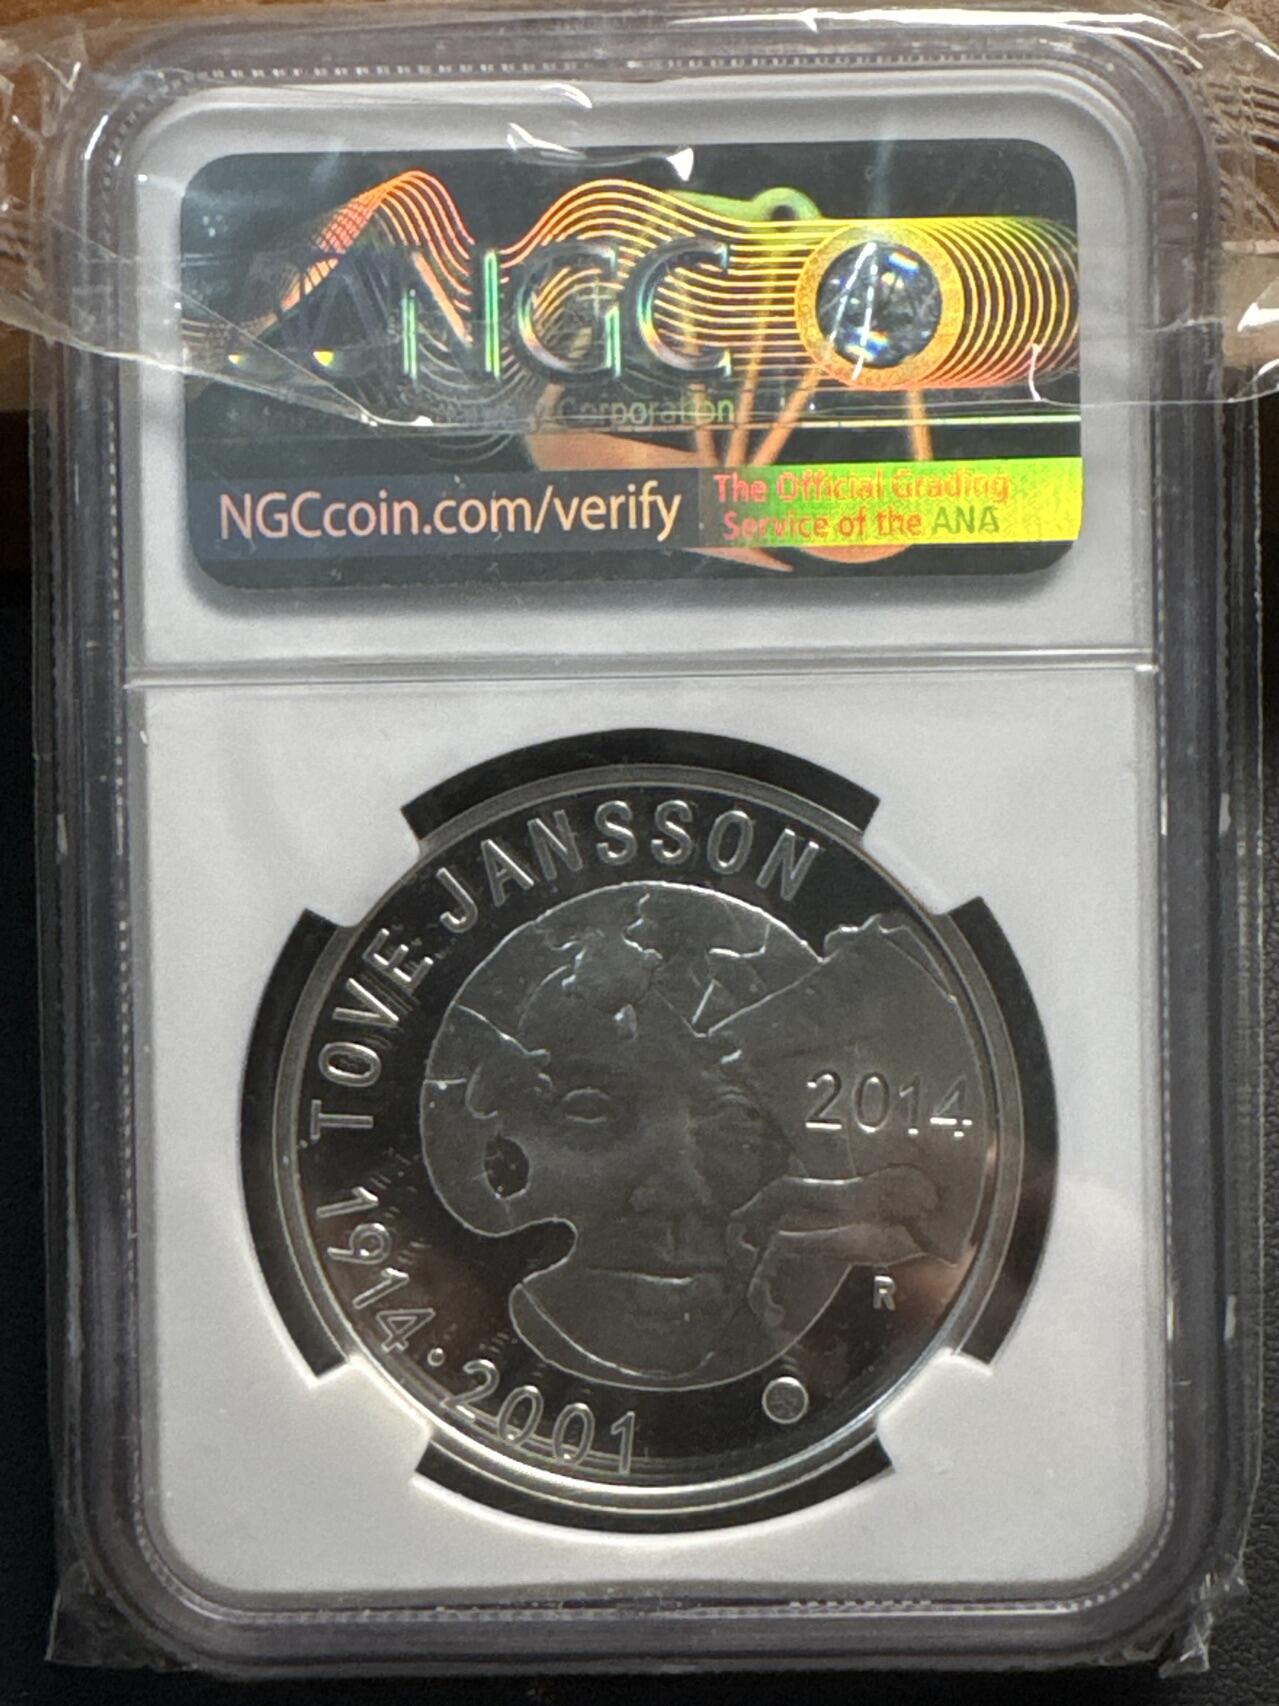 NGC
Corporation
NGCcoin.com/verify
The Official Grading
Service of the ANA
TOVE JANSSON
1914·2001
2014
R